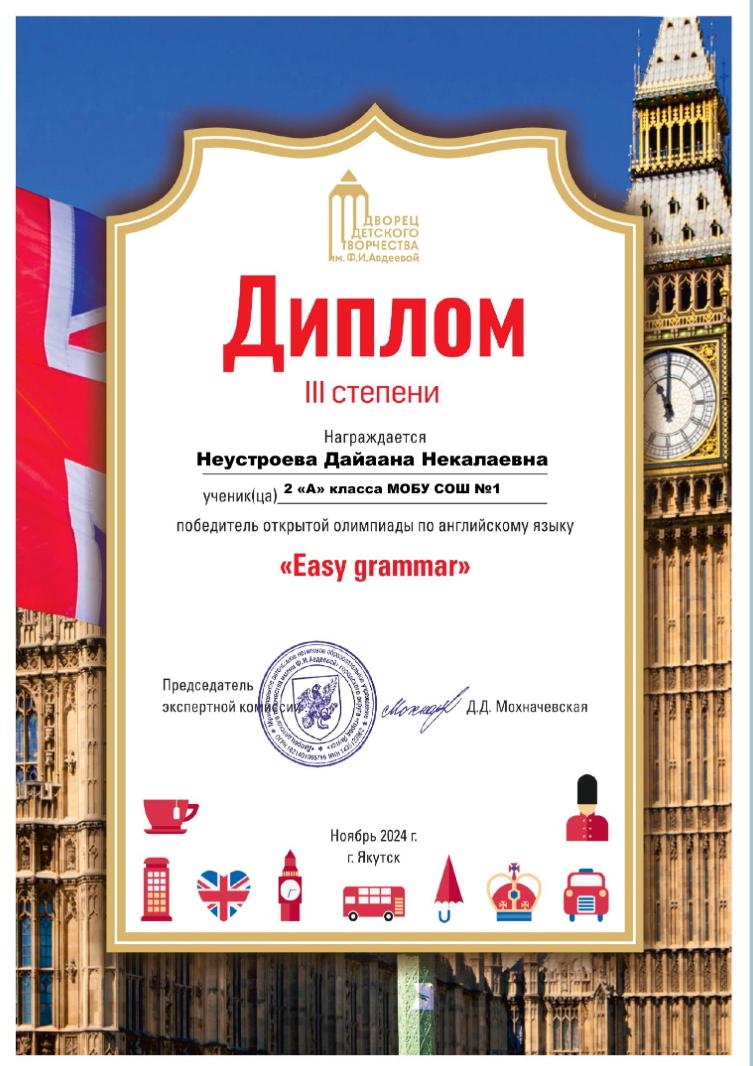 ДВОРЕЦ
ДЕТСКОГО
ТВОРЧЕСТВА
им. Ф.И.Авдеевой
Диплом
III степени
Награждается
Неустроева Дайаана Некалаевна
ученик(ца) 2 «А» класса МОБУ СОШ №1
победитель открытой олимпиады по английскому языку
«Easy grammar»
Председатель
экспертной комиссии
Д.Д. Мохначевская
Ноябрь 2024 г.
г. Якутск